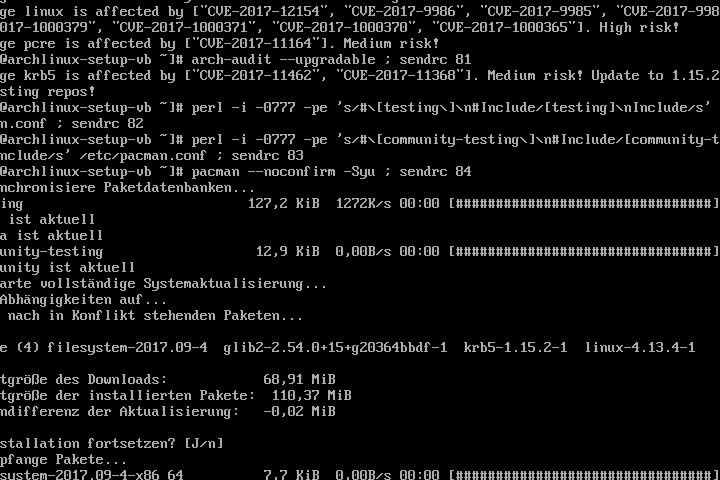 ge linux is affected by ["CVE-2017-12154", "CVE-2017-9986", "CVE-2017-9985", "CVE-2017-998
017-1000379", "CVE-2017-1000371", "CVE-2017-1000370", "CVE-2017-1000365"]. High risk!
ge pcre is affected by ["CVE-2017-11164"]. Medium risk!
@archlinux-setup-vb ~]# arch-audit --upgradable ; sendrc 81
ge krb5 is affected by ["CVE-2017-11462", "CVE-2017-11368"]. Medium risk! Update to 1.15.2
sting repos!
@archlinux-setup-vb ~]# perl -i -0777 -pe 's/#\[testing\]\n#Include/[testing]\nInclude/s'
n.conf ; sendrc 82
@archlinux-setup-vb ~]# perl -i -0777 -pe 's/#\[community-testing\]\n#Include/[community-t
nclude/s' /etc/pacman.conf ; sendrc 83
@archlinux-setup-vb ~]# pacman --noconfirm -Syu ; sendrc 84
nchronisiere Paketdatenbanken...
ing 127,2 KiB 1272K/s 00:00 [################################]
 ist aktuell
a ist aktuell
unity-testing 12,9 KiB 0,00B/s 00:00 [################################]
unity ist aktuell
arte vollständige Systemaktualisierung...
Abhängigkeiten auf...
 nach in Konflikt stehenden Paketen...
e (4) filesystem-2017.09-4 glib2-2.54.0+15+g20364bbdf-1 krb5-1.15.2-1 linux-4.13.4-1
tgröße des Downloads: 68,91 MiB
tgröße der installierten Pakete: 110,37 MiB
ndifferenz der Aktualisierung: -0,02 MiB
stallation fortsetzen? [J/n]
pfange Pakete...
system-2017.09-4-x86_64 7,7 KiB 0,00B/s 00:00 [################################]